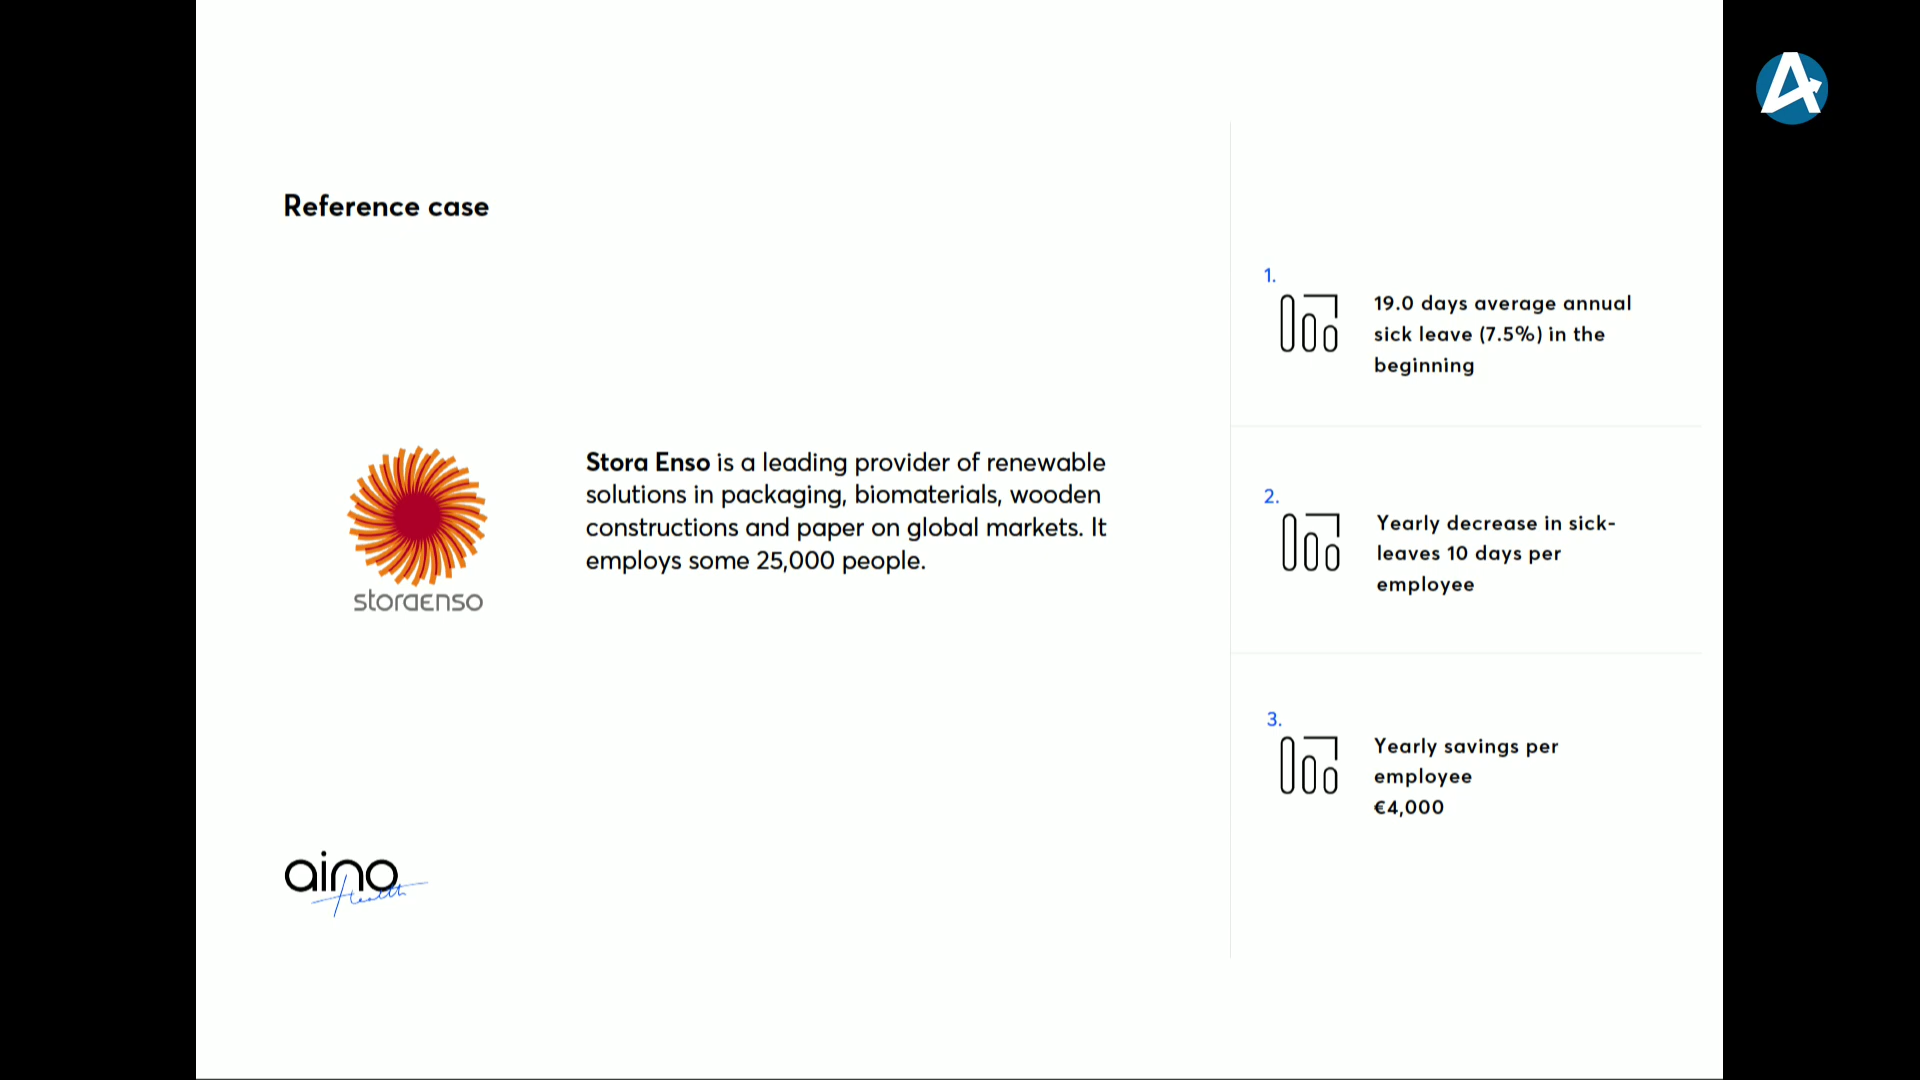 Reference case
storaenso
Stora Enso is a leading provider of renewable
solutions in packaging, biomaterials, wooden
constructions and paper on global markets. It
employs some 25,000 people.
aino
Health
1.
19.0 days average annual
sick leave (7.5%) in the
beginning
2.
Yearly decrease in sick-
leaves 10 days per
employee
3.
Yearly savings per
employee
€4,000